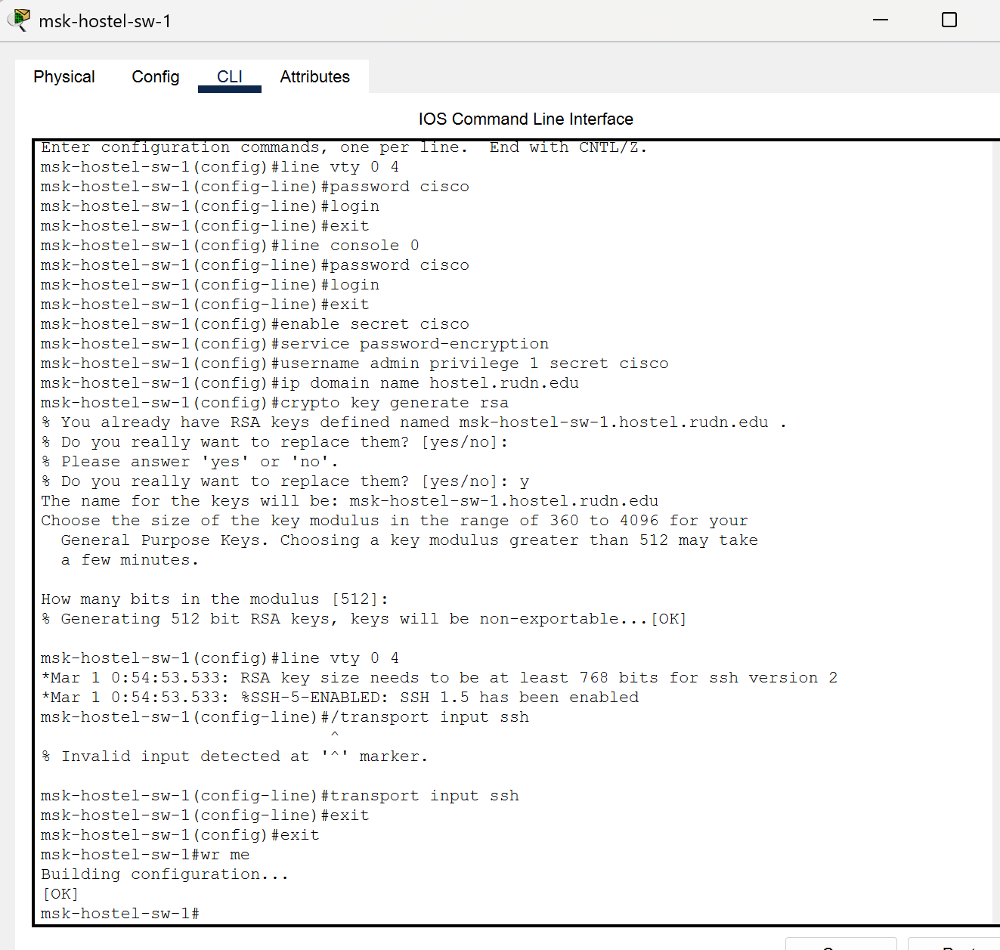 msk-hostel-sw-1
Physical Config CLI Attributes
IOS Command Line Interface
Enter configuration commands, one per line.  End with CNTL/Z.
msk-hostel-sw-1(config)#line vty 0 4
msk-hostel-sw-1(config-line)#password cisco
msk-hostel-sw-1(config-line)#login
msk-hostel-sw-1(config-line)#exit
msk-hostel-sw-1(config)#line console 0
msk-hostel-sw-1(config-line)#password cisco
msk-hostel-sw-1(config-line)#login
msk-hostel-sw-1(config-line)#exit
msk-hostel-sw-1(config)#enable secret cisco
msk-hostel-sw-1(config)#service password-encryption
msk-hostel-sw-1(config)#username admin privilege 1 secret cisco
msk-hostel-sw-1(config)#ip domain name hostel.rudn.edu
msk-hostel-sw-1(config)#crypto key generate rsa
% You already have RSA keys defined named msk-hostel-sw-1.hostel.rudn.edu .
% Do you really want to replace them? [yes/no]:
% Please answer 'yes' or 'no'.
% Do you really want to replace them? [yes/no]: y
The name for the keys will be: msk-hostel-sw-1.hostel.rudn.edu
Choose the size of the key modulus in the range of 360 to 4096 for your
  General Purpose Keys. Choosing a key modulus greater than 512 may take
  a few minutes.
How many bits in the modulus [512]:
% Generating 512 bit RSA keys, keys will be non-exportable...[OK]
msk-hostel-sw-1(config)#line vty 0 4
*Mar 1 0:54:53.533: RSA key size needs to be at least 768 bits for ssh version 2
*Mar 1 0:54:53.533: %SSH-5-ENABLED: SSH 1.5 has been enabled
msk-hostel-sw-1(config-line)#/transport input ssh
^
% Invalid input detected at '^' marker.
msk-hostel-sw-1(config-line)#transport input ssh
msk-hostel-sw-1(config-line)#exit
msk-hostel-sw-1(config)#exit
msk-hostel-sw-1#wr me
Building configuration...
[OK]
msk-hostel-sw-1#